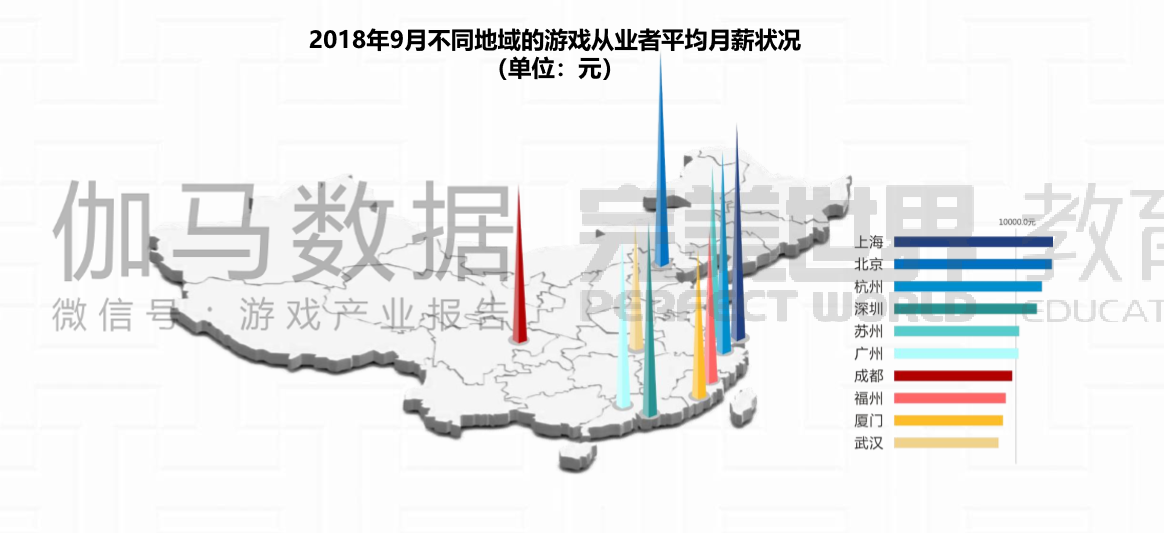 2018年9月不同地域的游戏从业者平均月薪状况
（单位：元）
伽马数据
微信号：游戏产业报告
完美世界 教育
PERFECT WORLD EDUCAT
10000.0元
上海
北京
杭州
深圳
苏州
广州
成都
福州
厦门
武汉